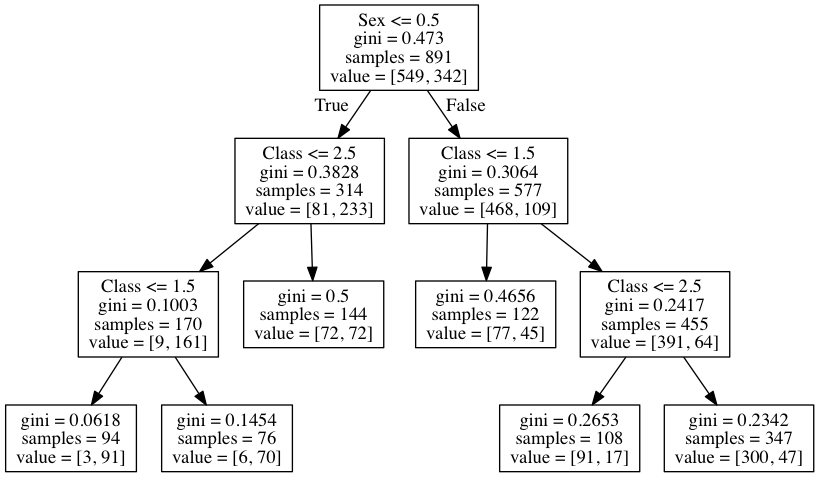 Sex <= 0.5
gini = 0.473
samples = 891
value = [549, 342]
True
False
Class <= 2.5
gini = 0.3828
samples = 314
value = [81, 233]
Class <= 1.5
gini = 0.3064
samples = 577
value = [468, 109]
Class <= 1.5
gini = 0.1003
samples = 170
value = [9, 161]
gini = 0.5
samples = 144
value = [72, 72]
gini = 0.4656
samples = 122
value = [77, 45]
Class <= 2.5
gini = 0.2417
samples = 455
value = [391, 64]
gini = 0.0618
samples = 94
value = [3, 91]
gini = 0.1454
samples = 76
value = [6, 70]
gini = 0.2653
samples = 108
value = [91, 17]
gini = 0.2342
samples = 347
value = [300, 47]